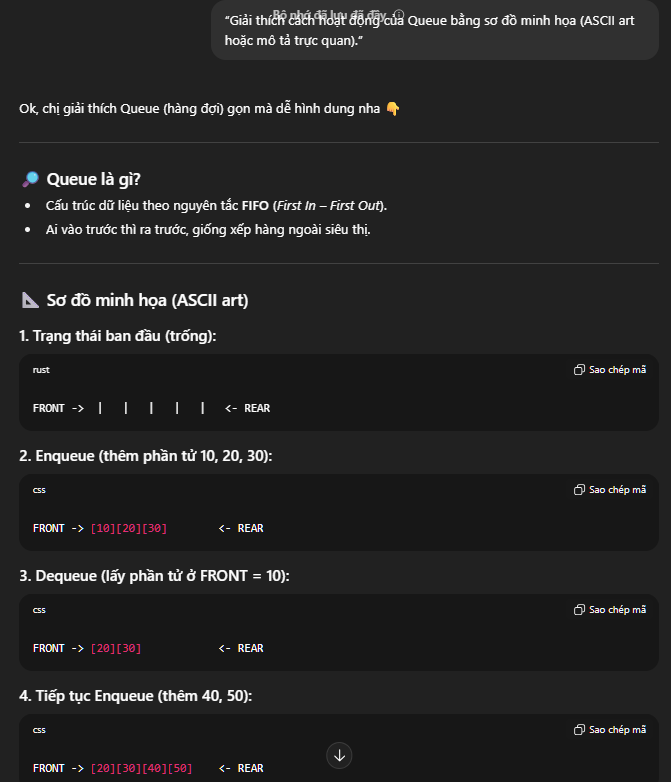 Bộ nhớ đã lưu đầy
“Giải thích cách hoạt động của Queue bằng sơ đồ minh họa (ASCII art
hoặc mô tả trực quan).”
Ok, chị giải thích Queue (hàng đợi) gọn mà dễ hình dung nha 👇
🔎 Queue là gì?
• Cấu trúc dữ liệu theo nguyên tắc FIFO (First In – First Out).
• Ai vào trước thì ra trước, giống xếp hàng ngoài siêu thị.
📐 Sơ đồ minh họa (ASCII art)
1. Trạng thái ban đầu (trống):
rust Sao chép mã
FRONT -> | | | | | <- REAR
2. Enqueue (thêm phần tử 10, 20, 30):
css Sao chép mã
FRONT -> [10][20][30] <- REAR
3. Dequeue (lấy phần tử ở FRONT = 10):
css Sao chép mã
FRONT -> [20][30] <- REAR
4. Tiếp tục Enqueue (thêm 40, 50):
css Sao chép mã
FRONT -> [20][30][40][50] <- REAR